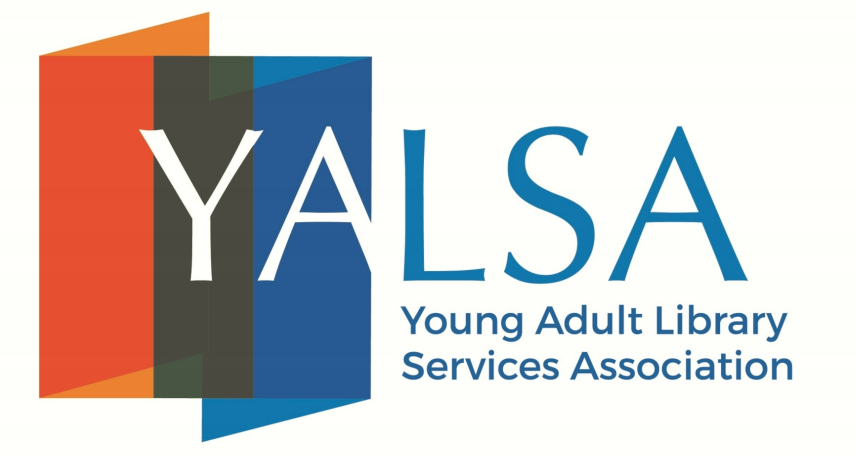 YALSA
Young Adult Library
Services Association